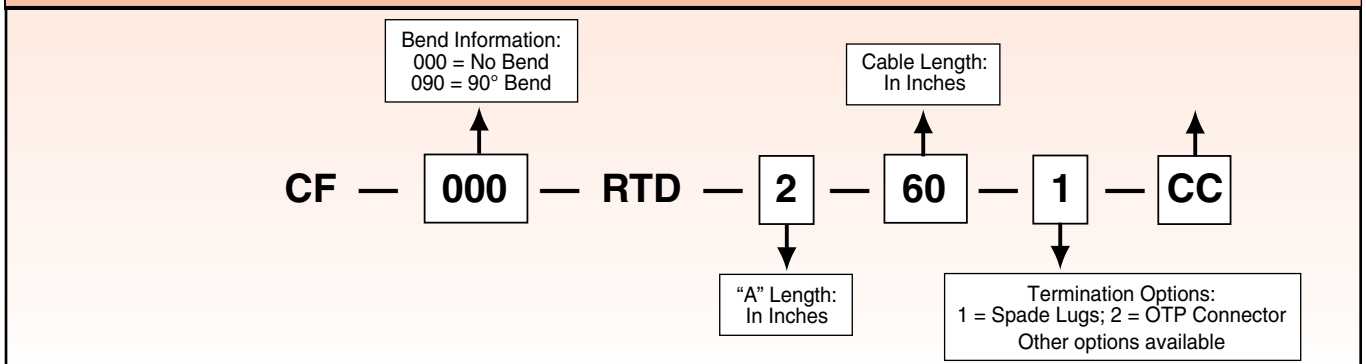 Bend Information:
000 = No Bend
090 = 90° Bend
Cable Length:
In Inches
CF — 000 — RTD — 2 — 60 — 1 — CC
"A" Length:
In Inches
Termination Options:
1 = Spade Lugs; 2 = OTP Connector
Other options available